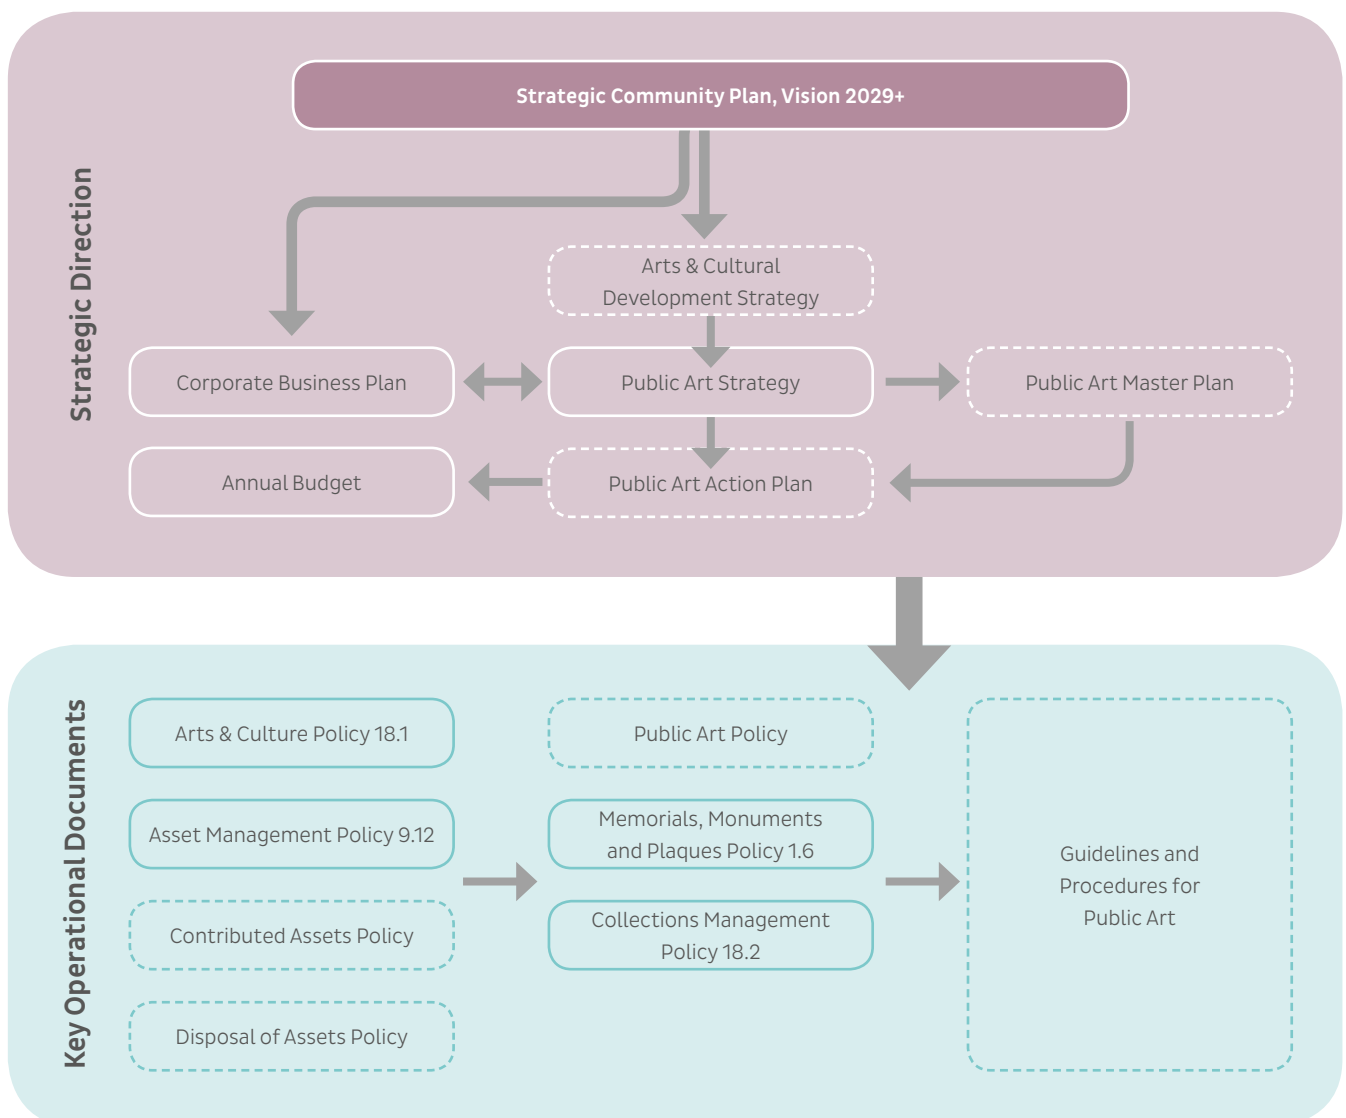 Strategic Direction
Strategic Community Plan, Vision 2029+
Arts & Cultural
Development Strategy
Corporate Business Plan
Public Art Strategy
Public Art Master Plan
Annual Budget
Public Art Action Plan
Key Operational Documents
Arts & Culture Policy 18.1
Asset Management Policy 9.12
Contributed Assets Policy
Disposal of Assets Policy
Public Art Policy
Memorials, Monuments
and Plaques Policy 1.6
Collections Management
Policy 18.2
Guidelines and
Procedures for
Public Art